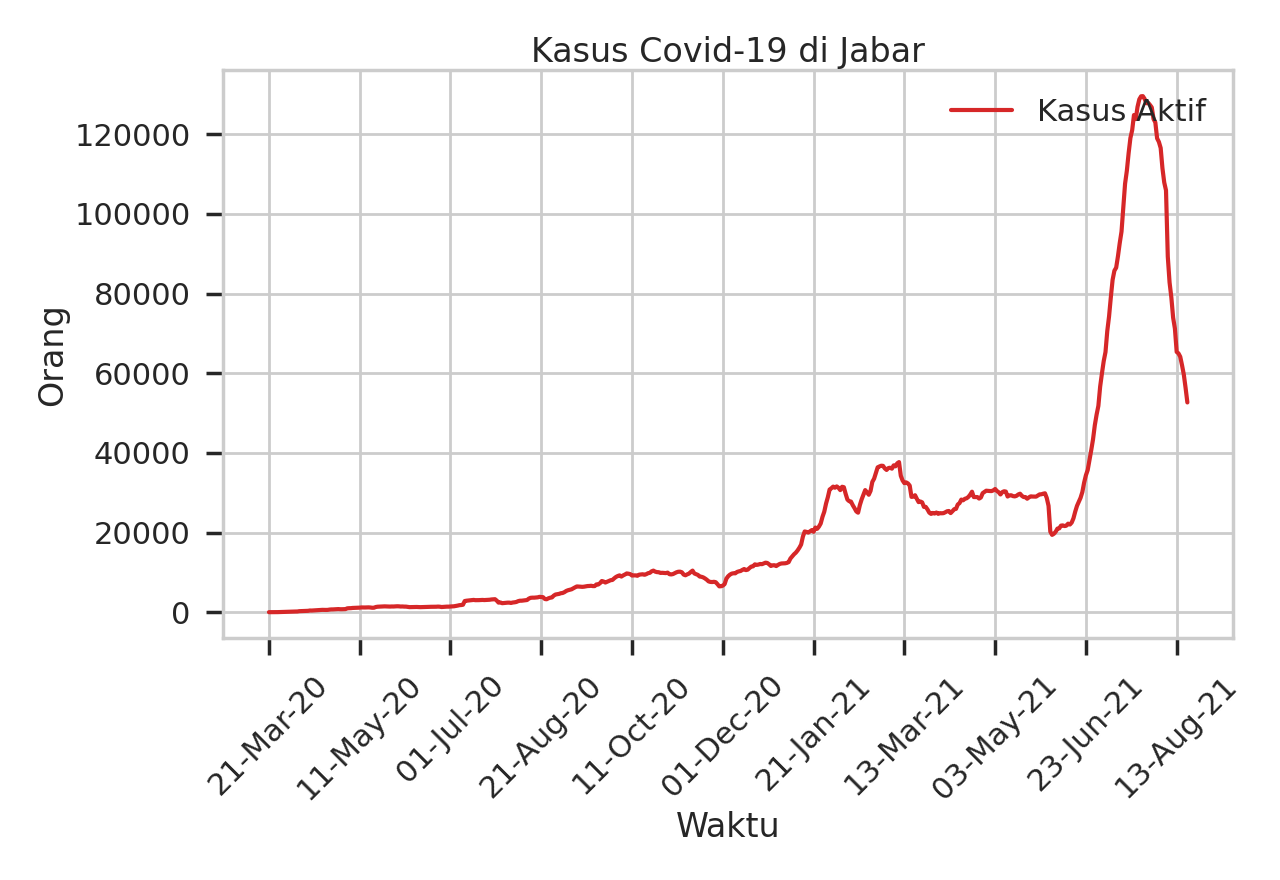 Kasus Covid-19 di Jabar
Kasus Aktif
Orang
120000
100000
80000
60000
40000
20000
0
21-Mar-20
11-May-20
01-Jul-20
21-Aug-20
11-Oct-20
01-Dec-20
21-Jan-21
13-Mar-21
03-May-21
23-Jun-21
13-Aug-21
Waktu